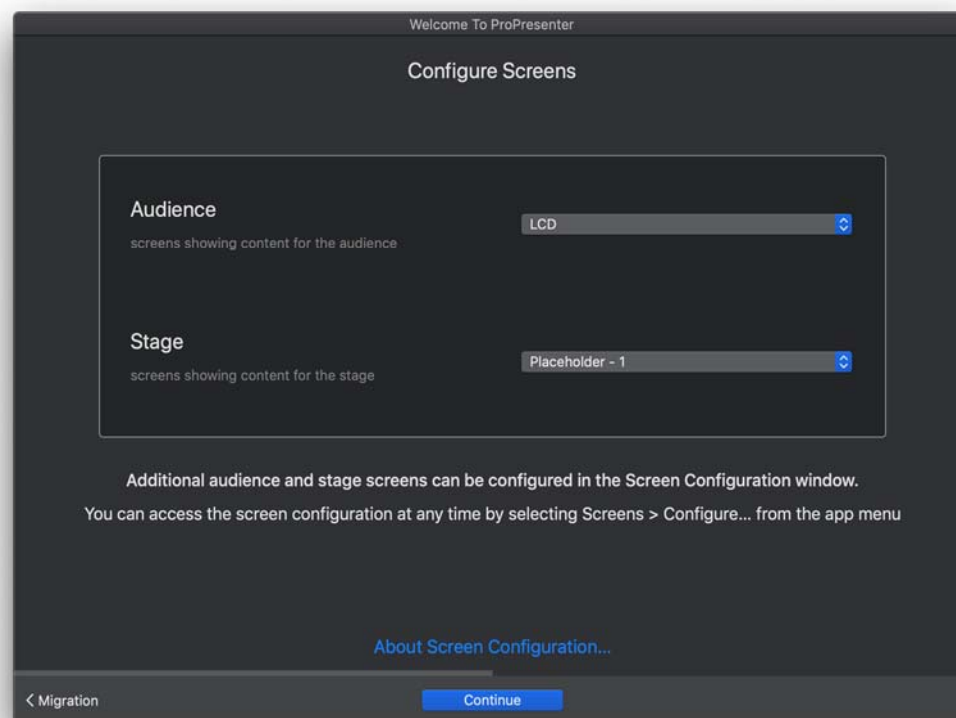 Welcome To ProPresenter
Configure Screens
Audience
LCD
screens showing content for the audience
Stage
Placeholder - 1
screens showing content for the stage
Additional audience and stage screens can be configured in the Screen Configuration window.
You can access the screen configuration at any time by selecting Screens > Configure... from the app menu
About Screen Configuration...
< Migration
Continue